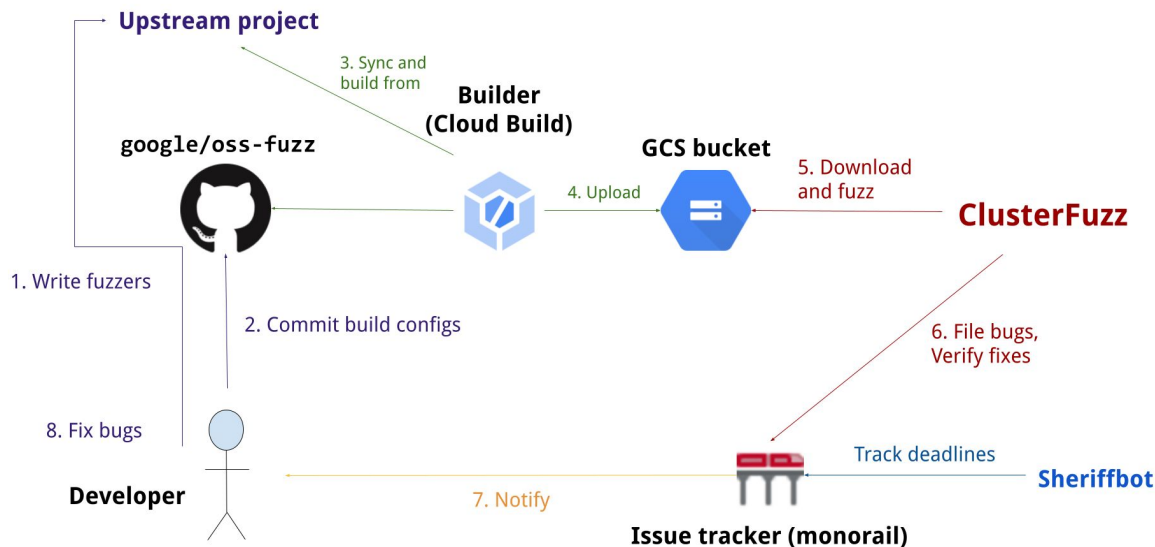 Upstream project
3. Sync and
build from
Builder
(Cloud Build)
google/oss-fuzz
GCS bucket
4. Upload
5. Download
and fuzz
ClusterFuzz
1. Write fuzzers
2. Commit build configs
6. File bugs,
Verify fixes
8. Fix bugs
Developer
7. Notify
Track deadlines
Sheriffbot
Issue tracker (monorail)